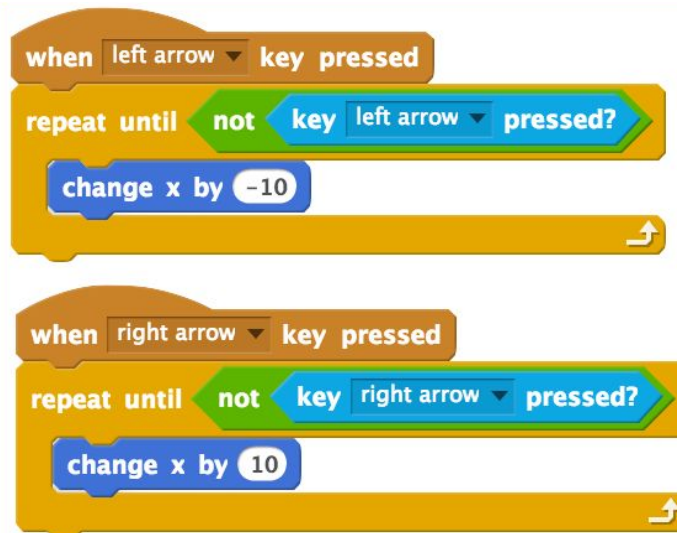 when left arrow key pressed
repeat until not key left arrow pressed?
change x by -10
when right arrow key pressed
repeat until not key right arrow pressed?
change x by 10